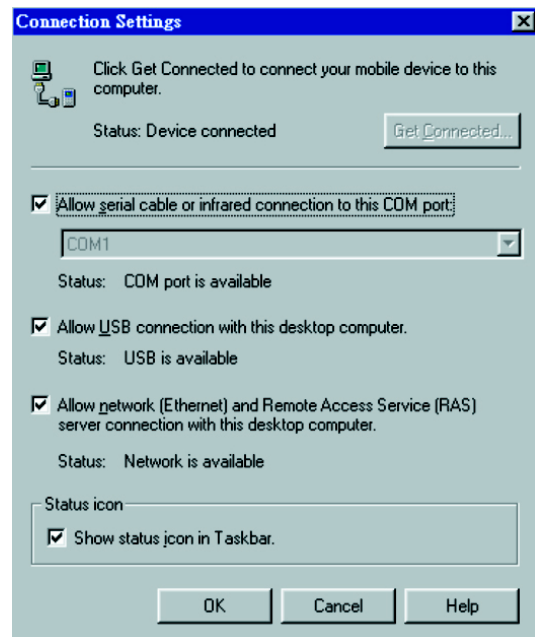 Connection Settings
Click Get Connected to connect your mobile device to this
computer.
Status: Device connected
Get Connected...
Allow serial cable or infrared connection to this COM port:
COM1
Status: COM port is available
Allow USB connection with this desktop computer.
Status: USB is available
Allow network (Ethernet) and Remote Access Service (RAS)
server connection with this desktop computer.
Status: Network is available
Status icon
Show status icon in Taskbar.
OK Cancel Help